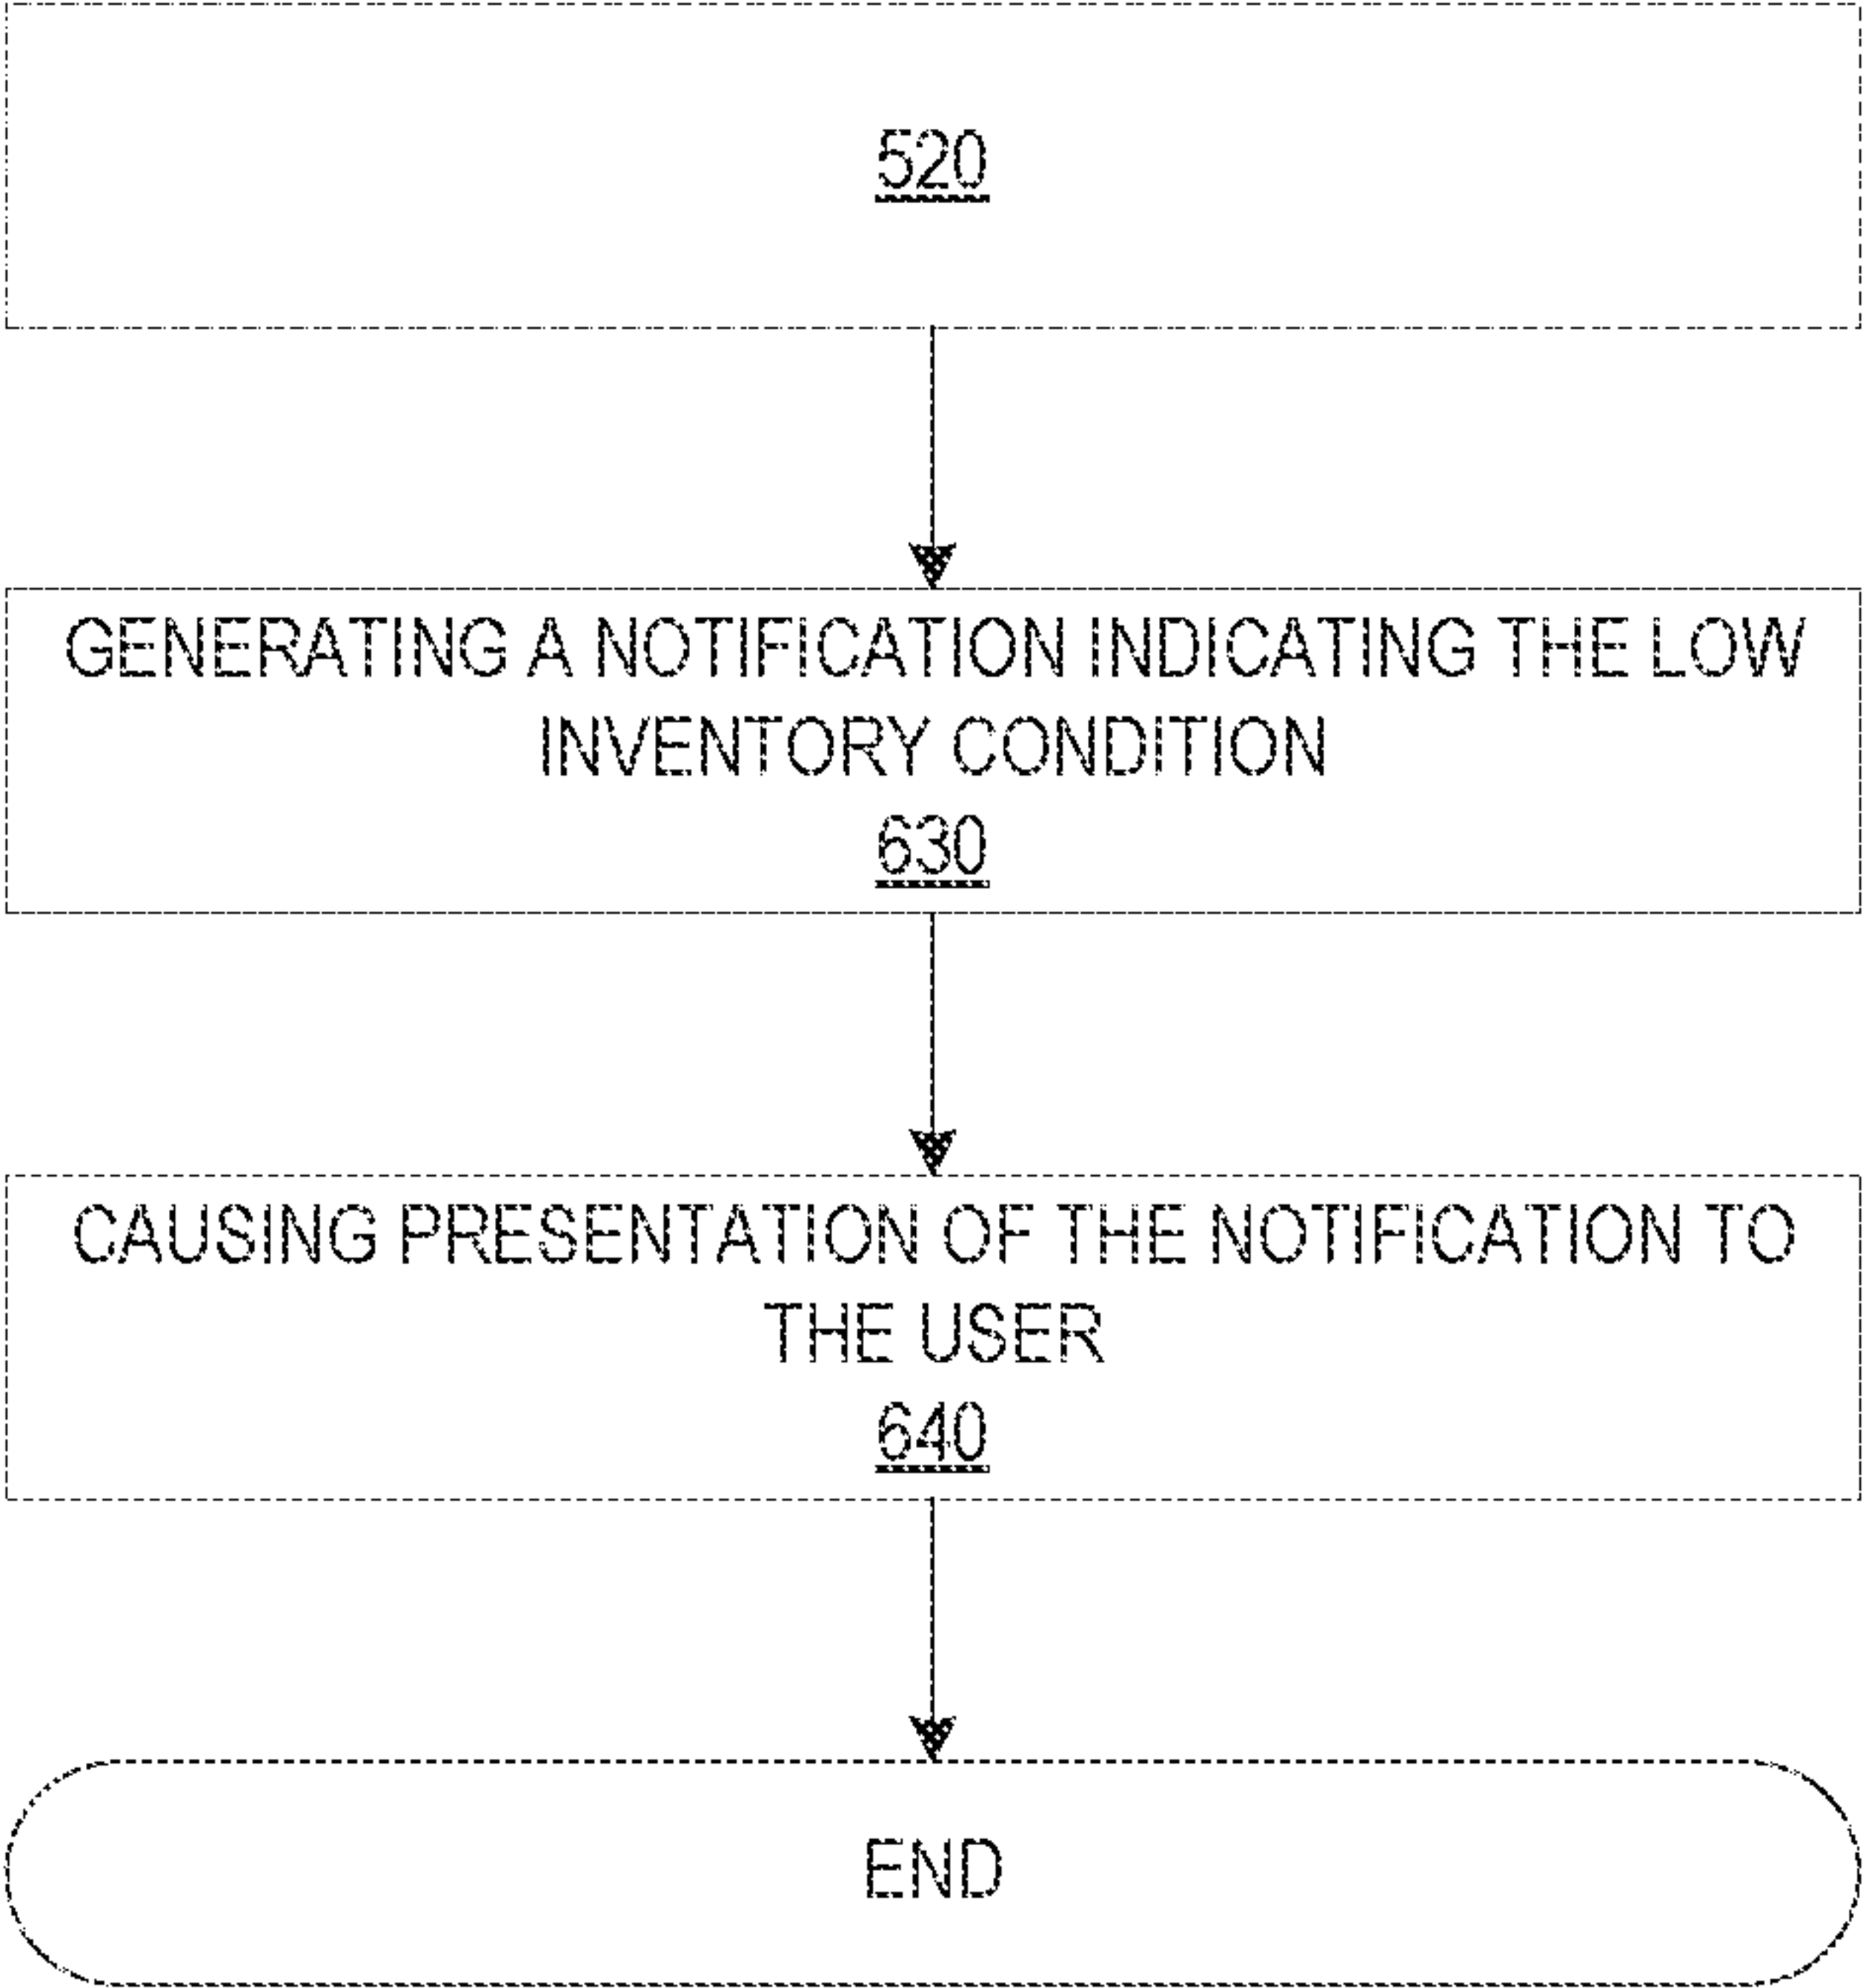 520
GENERATING A NOTIFICATION INDICATING THE LOW
INVENTORY CONDITION
630
CAUSING PRESENTATION OF THE NOTIFICATION TO
THE USER
640
END